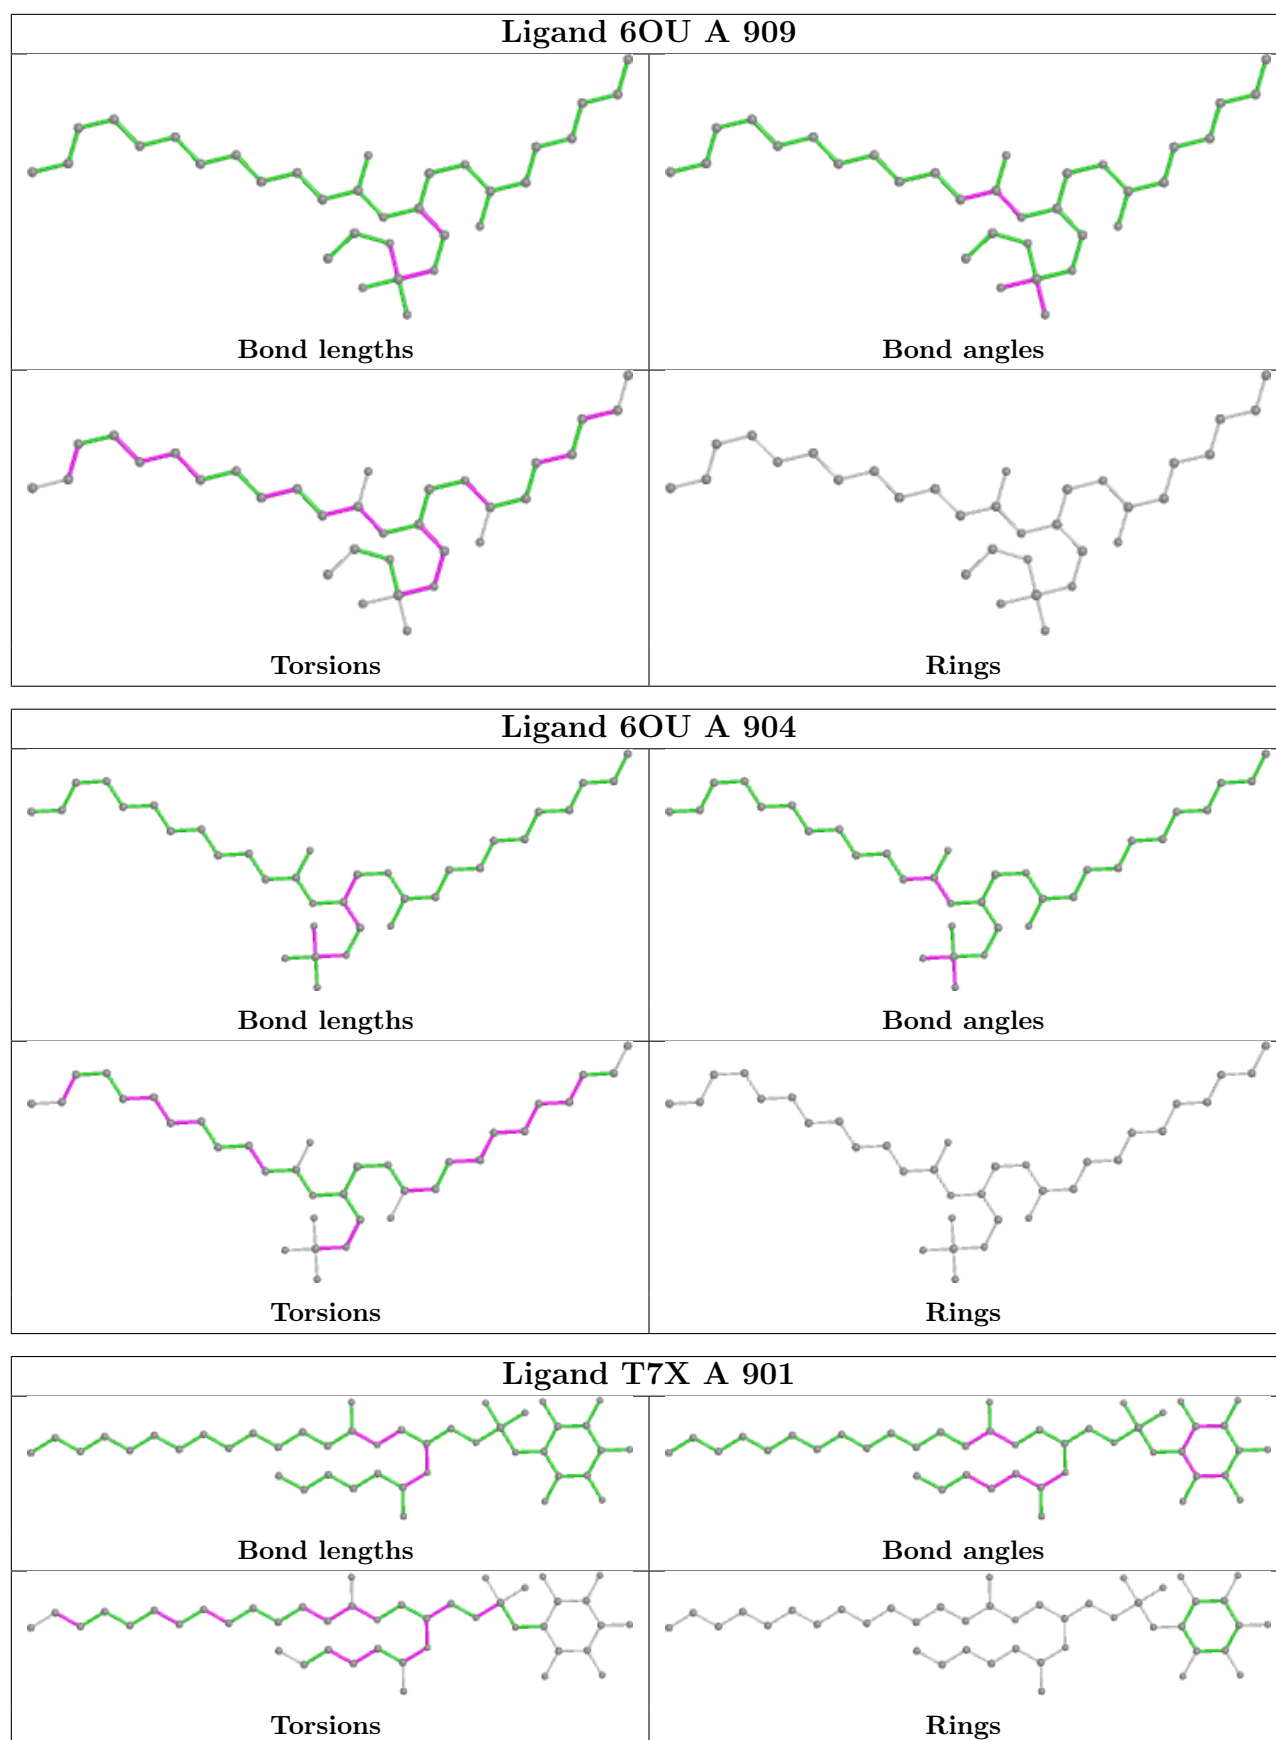 Ligand 6OU A 909
Bond lengths
Bond angles
Torsions
Rings
Ligand 6OU A 904
Bond lengths
Bond angles
Torsions
Rings
Ligand T7X A 901
Bond lengths
Bond angles
Torsions
Rings